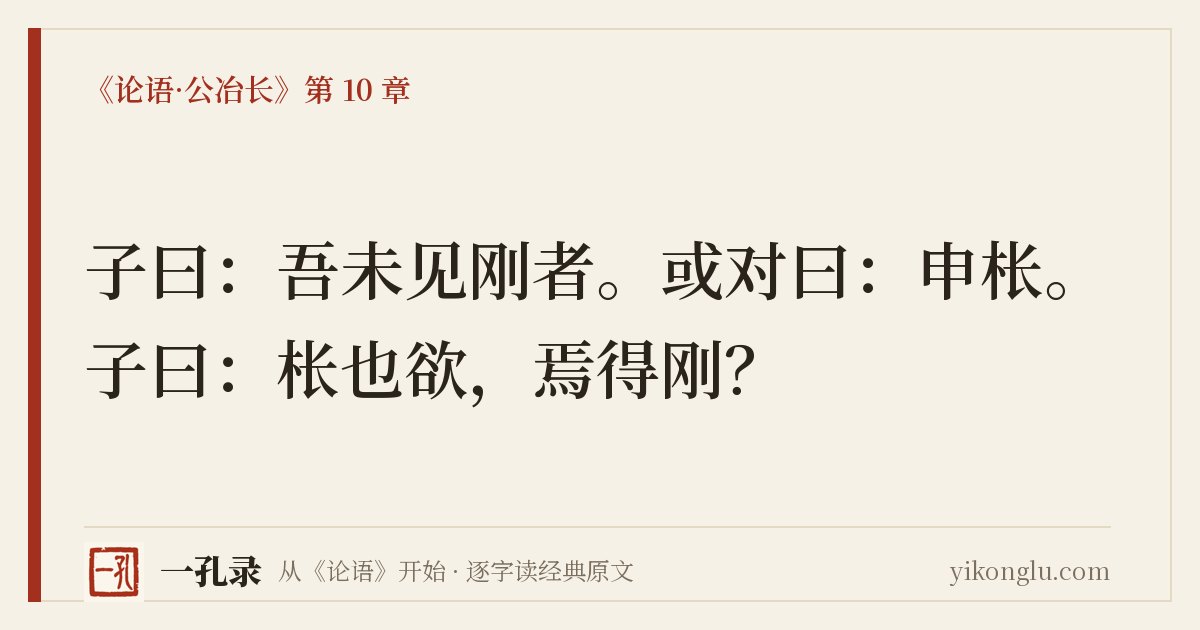 《论语·公冶长》第 10 章
子曰：吾未见刚者。或对曰：申枨。
子曰：枨也欲，焉得刚？
一孔
一孔录 从《论语》开始 · 逐字读经典原文 yikonglu.com